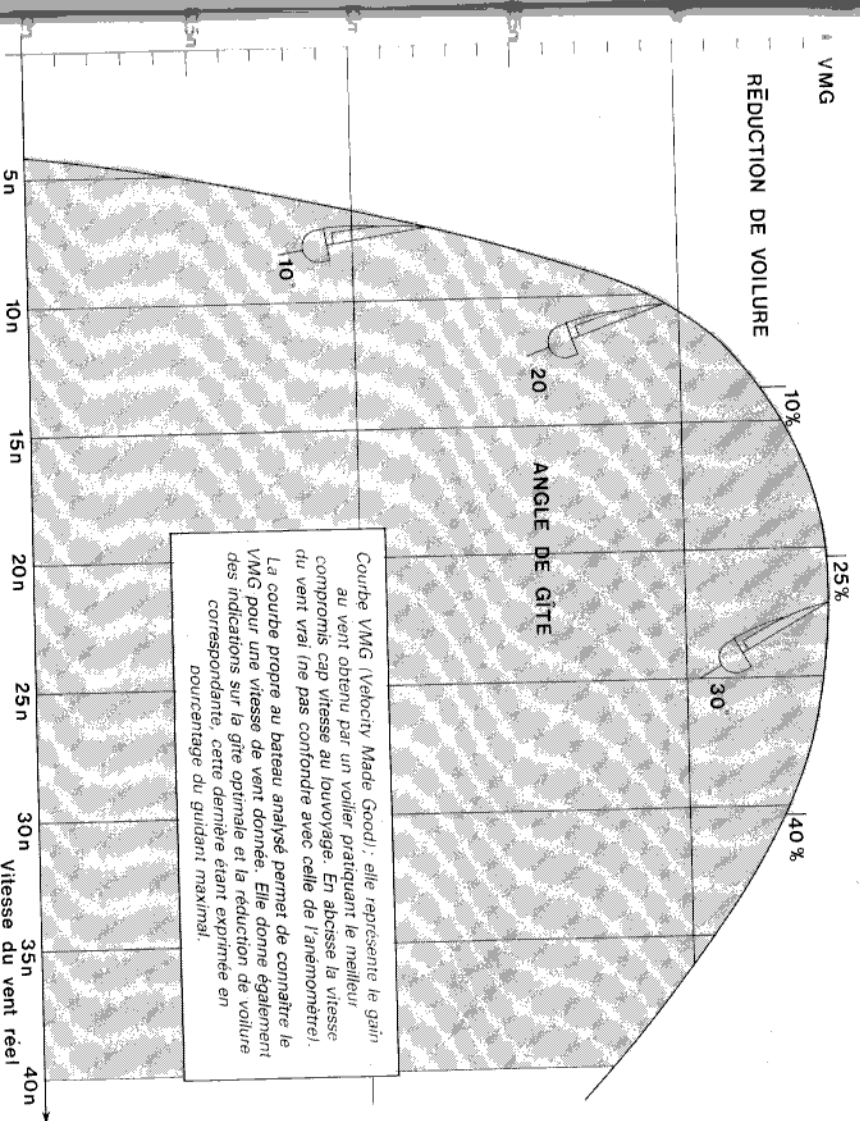 VMG
RÉDUCTION DE VOILURE
10%
25%
40%
10°
20°
30°
ANGLE DE GÎTE
Courbe VMG (Velocity Made Good); elle représente le gain
au vent obtenu par un voilier pratiquant le meilleur
compromis cap vitesse au louvoyage. En abcisse la vitesse
du vent vrai (ne pas confondre avec celle de l'anémomètre).
La courbe propre au bateau analysé permet de connaître le
VMG pour une vitesse de vent donnée. Elle donne également
des indications sur la gîte optimale et la réduction de voilure
correspondante, cette dernière étant exprimée en
pourcentage du guidant maximal.
5n
10n
15n
20n
25n
30n
35n
40n
Vitesse du vent réel